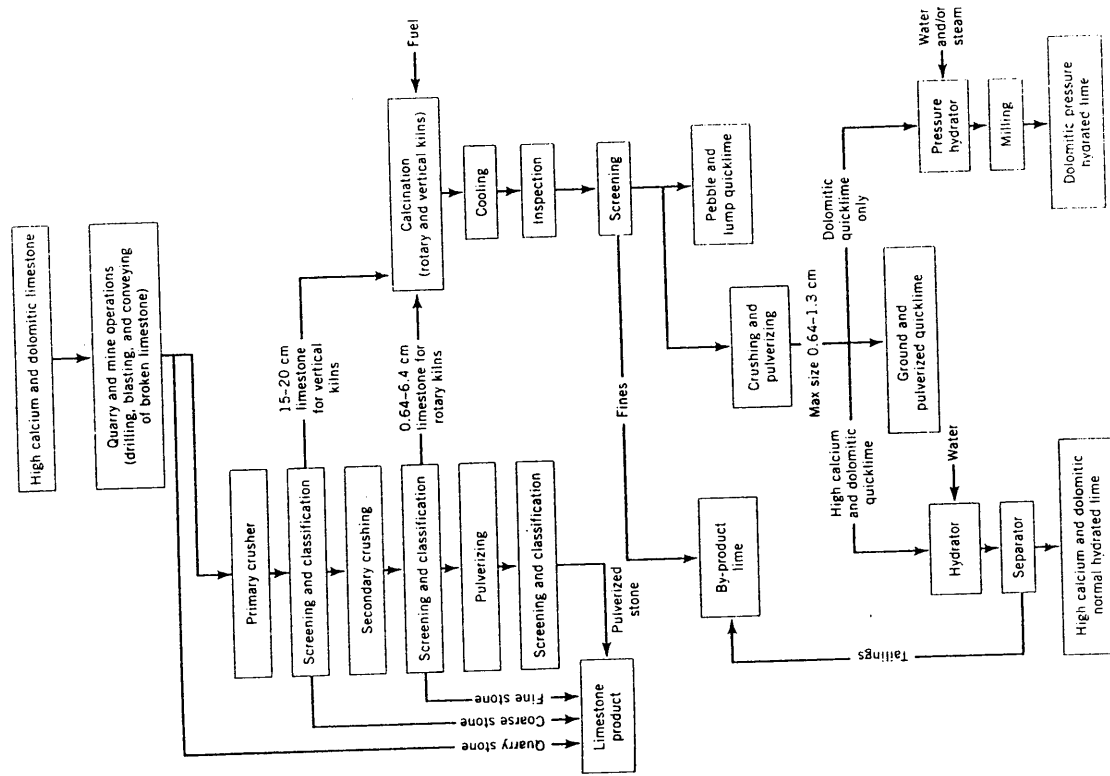 High calcium and dolomitic limestone
Quarry and mine operations
(drilling, blasting, and conveying
of broken limestone)
Primary crusher
Screening and classification
15–20 cm
limestone
for vertical
kilns
Secondary crushing
Screening and classification
0.64–6.4 cm
limestone for
rotary kilns
Pulverizing
Screening and classification
Pulverized
stone
Quarry stone
Coarse stone
Fine stone
Limestone
product
Fuel
Calcination
(rotary and vertical kilns)
Cooling
Inspection
Screening
Fines
Pebble and
lump quicklime
By-product
lime
Crushing and
pulverizing
Max size 0.64–1.3 cm
High calcium
and dolomitic
quicklime
Dolomitic
quicklime
only
Ground and
pulverized quicklime
Water
Hydrator
Separator
Tailings
High calcium and dolomitic
normal hydrated lime
Water
and/or
steam
Pressure
hydrator
Milling
Dolomitic pressure
hydrated lime